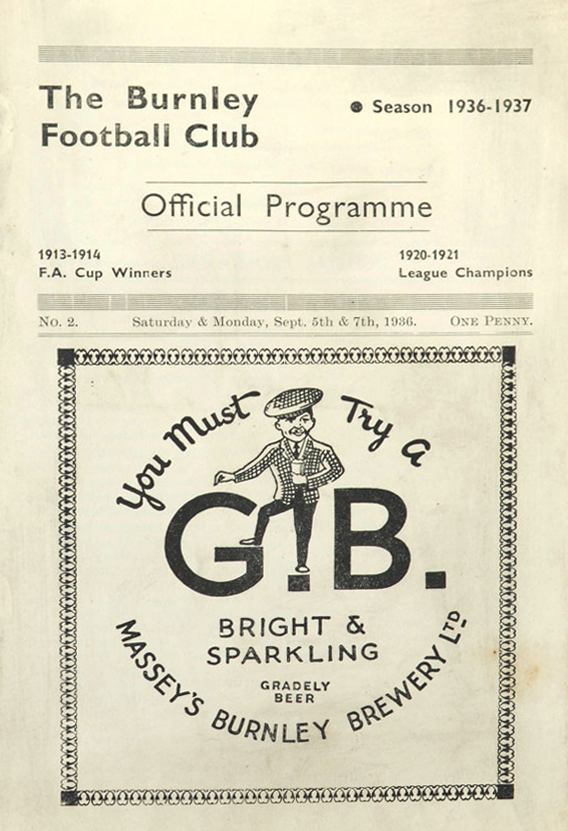 The Burnley
Football Club
● Season 1936-1937
Official Programme
1913-1914
F.A. Cup Winners
1920-1921
League Champions
No. 2.
Saturday & Monday, Sept. 5th & 7th, 1936.
One Penny.
You Must Try A
G.B.
BRIGHT &
SPARKLING
GRADELY
BEER
MASSEY'S BURNLEY BREWERY LTD